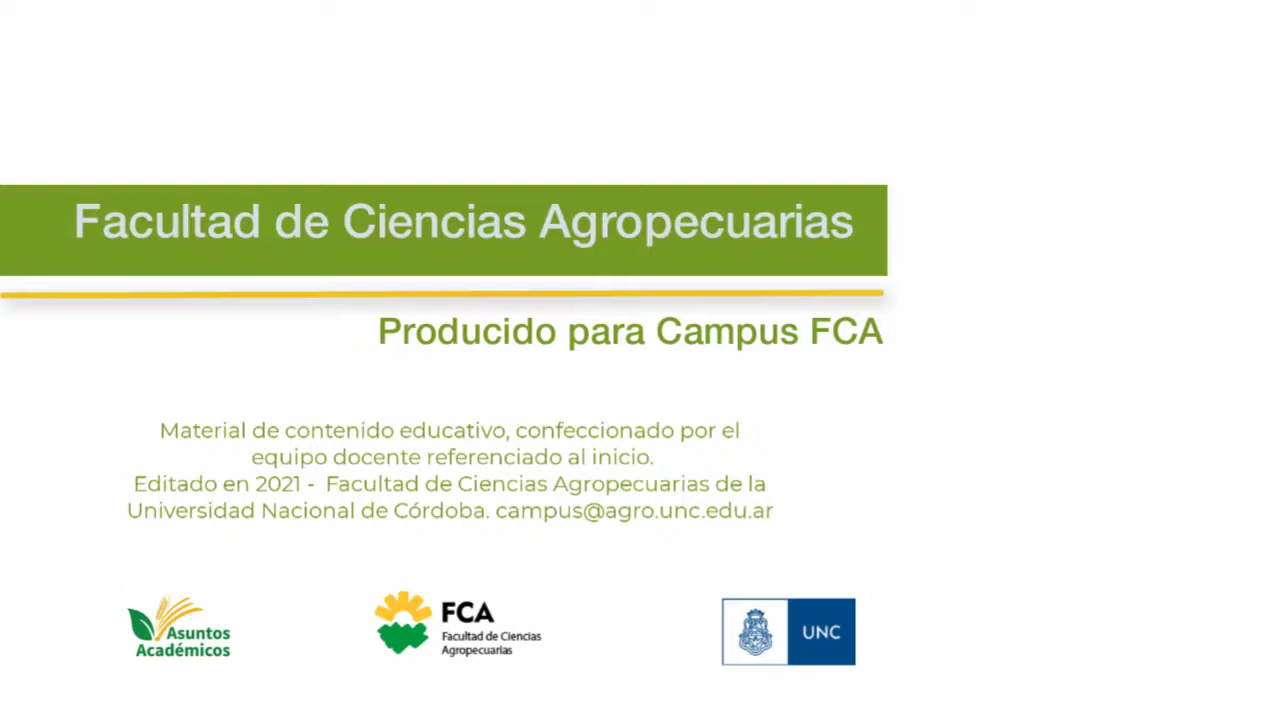 Facultad de Ciencias Agropecuarias
Producido para Campus FCA
Material de contenido educativo, confeccionado por el
equipo docente referenciado al inicio.
Editado en 2021 - Facultad de Ciencias Agropecuarias de la
Universidad Nacional de Córdoba. campus@agro.unc.edu.ar
Asuntos
Académicos
FCA
Facultad de Ciencias
Agropecuarias
UNC